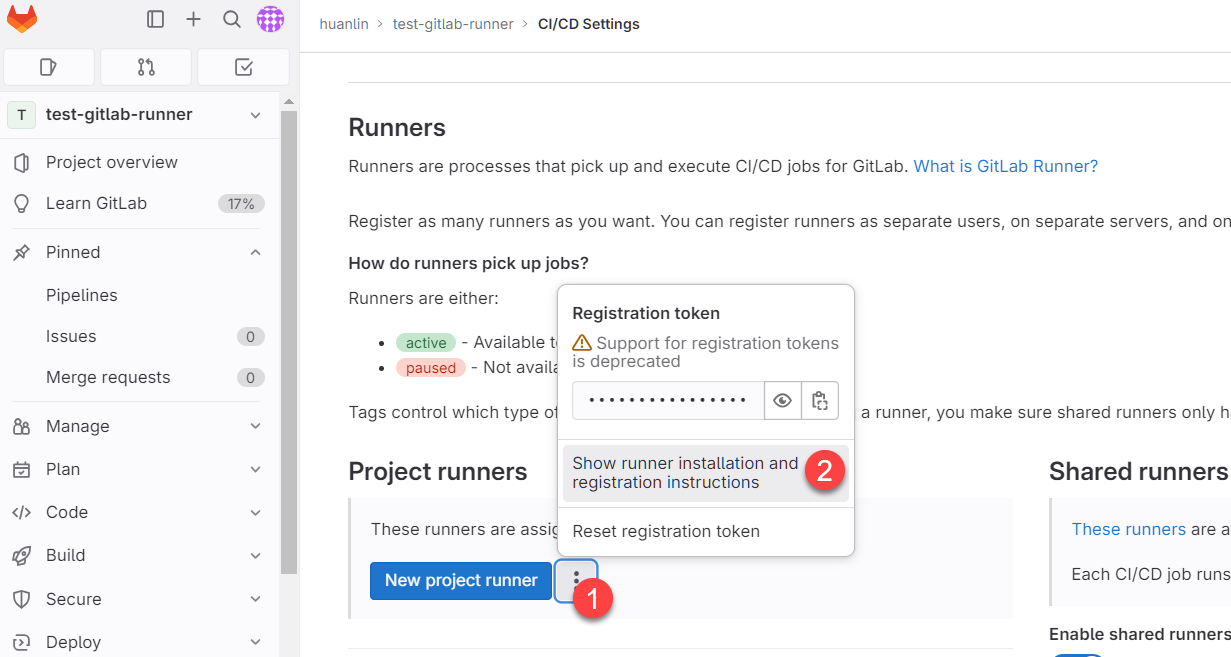 huanlin > test-gitlab-runner > CI/CD Settings
T test-gitlab-runner
Project overview
Learn GitLab 17%
Pinned
Pipelines
Issues 0
Merge requests 0
Manage
Plan
Code
Build
Secure
Deploy
Runners
Runners are processes that pick up and execute CI/CD jobs for GitLab. What is GitLab Runner?
Register as many runners as you want. You can register runners as separate users, on separate servers, and on
How do runners pick up jobs?
Runners are either:
• active - Available t
• paused - Not availa
Tags control which type of a runner, you make sure shared runners only h
Registration token
Support for registration tokens
is deprecated
••••••••••••••••
Show runner installation and
registration instructions
2
Reset registration token
Project runners
These runners are assig
New project runner
1
Shared runners
These runners are a
Each CI/CD job runs
Enable shared runners